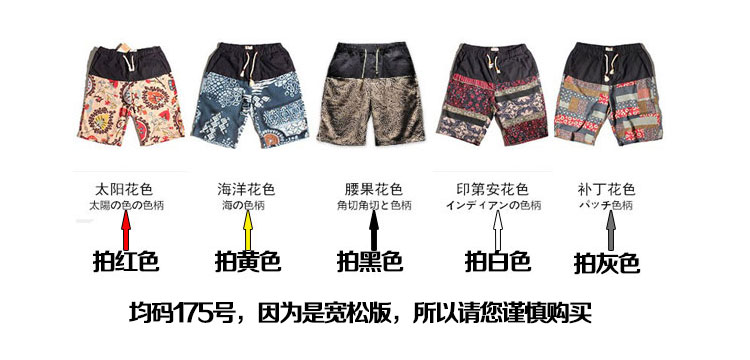 太阳花色 海洋花色 腰果花色 印第安花色 补丁花色
太陽の色の色柄 海の色柄 角切角切と色柄 インディアンの色柄 パッチ色柄
拍红色 拍黄色 拍黑色 拍白色 拍灰色
均码175号，因为是宽松版，所以请您谨慎购买